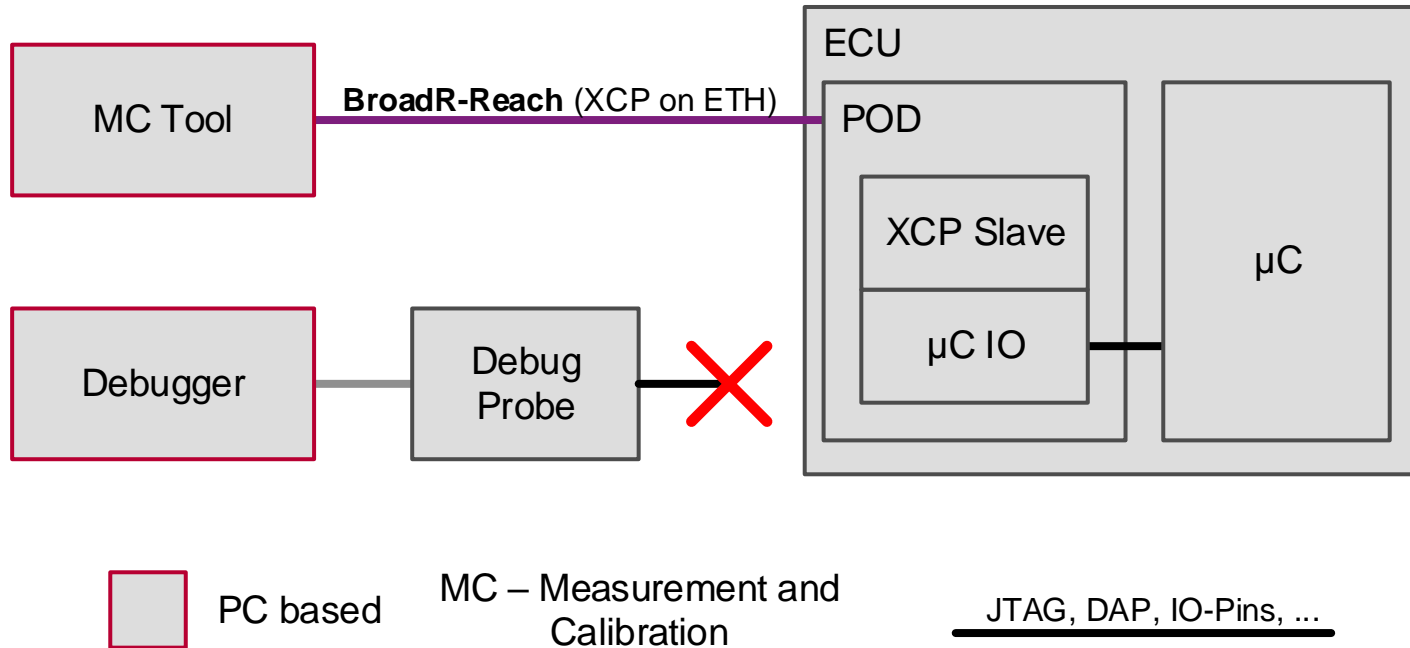 ECU
MC Tool
BroadR-Reach (XCP on ETH)
POD
XCP Slave
µC
µC IO
Debugger
Debug
Probe
PC based
MC – Measurement and
Calibration
JTAG, DAP, IO-Pins, ...